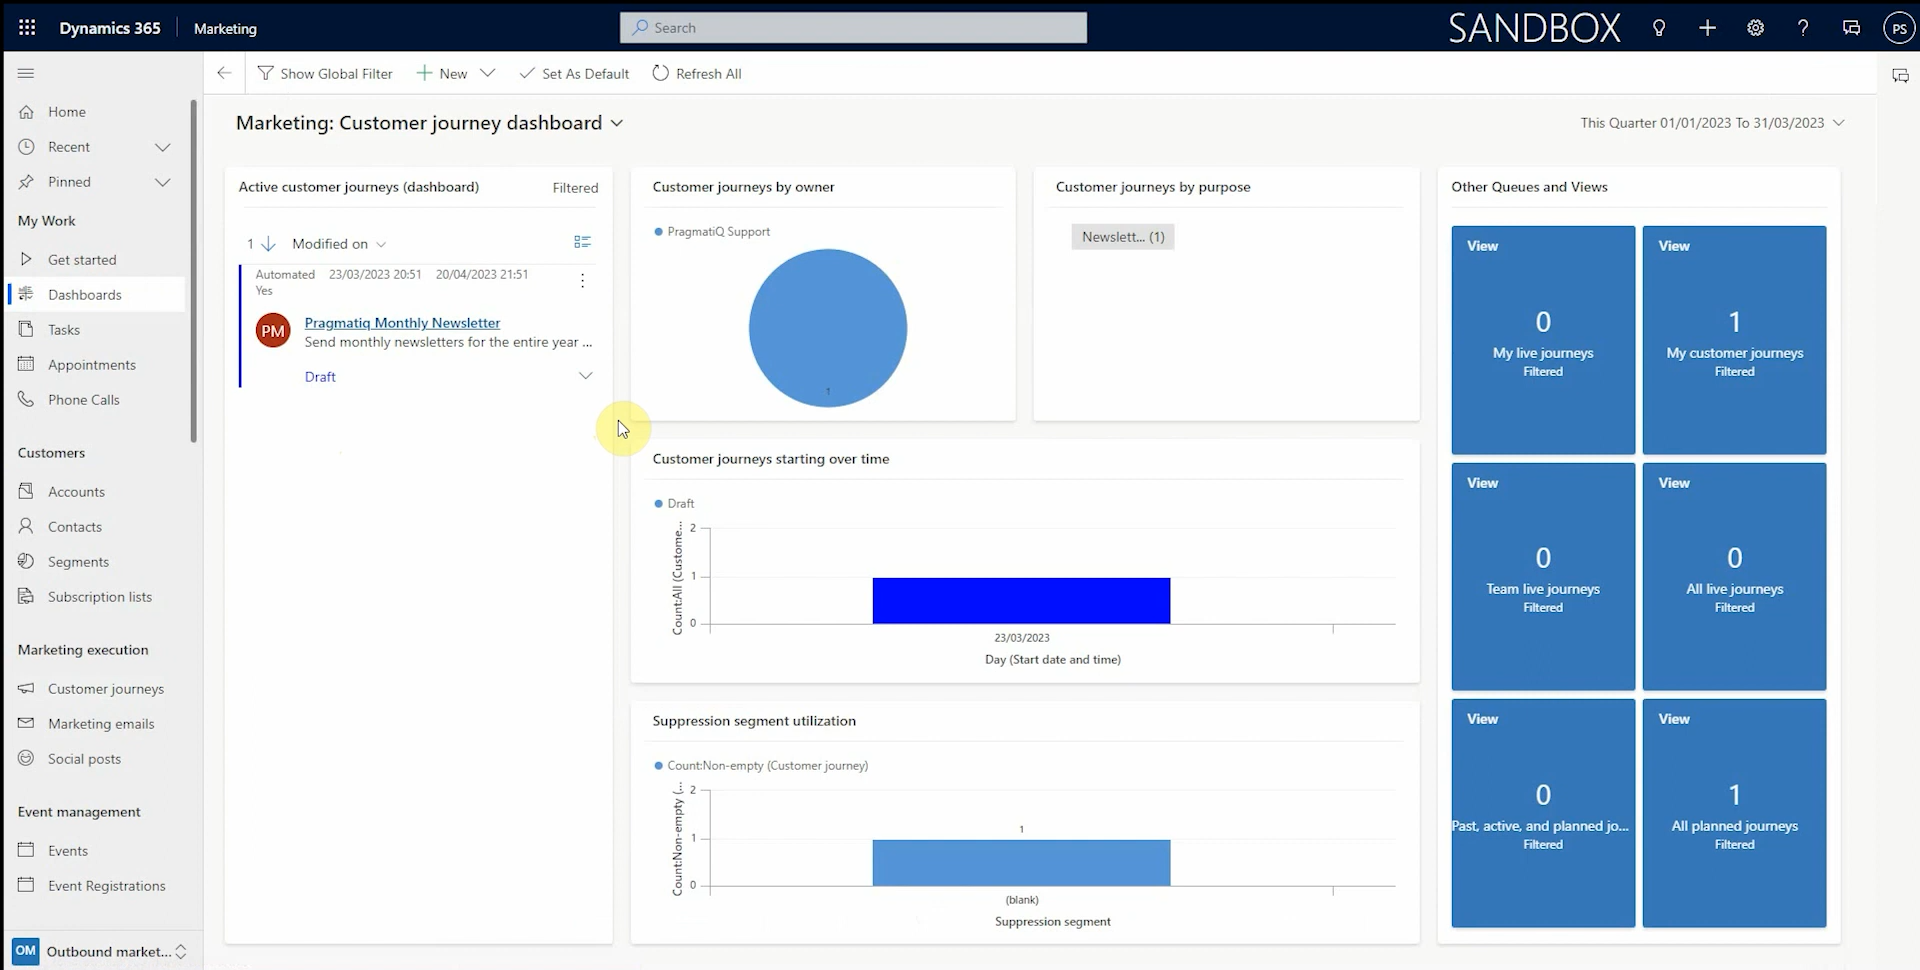 Dynamics 365
Marketing
Search
SANDBOX
PS
Show Global Filter
New
Set As Default
Refresh All
Home
Recent
Pinned
My Work
Get started
Dashboards
Tasks
Appointments
Phone Calls
Customers
Accounts
Contacts
Segments
Subscription lists
Marketing execution
Customer journeys
Marketing emails
Social posts
Event management
Events
Event Registrations
OM Outbound market...
Marketing: Customer journey dashboard
This Quarter 01/01/2023 To 31/03/2023
Active customer journeys (dashboard) Filtered
1 Modified on
Automated 23/03/2023 20:51 20/04/2023 21:51
Yes
PM
Pragmatiq Monthly Newsletter
Send monthly newsletters for the entire year ...
Draft
Customer journeys by owner
PragmatiQ Support
1
Customer journeys by purpose
Newslett... (1)
Customer journeys starting over time
Draft
Count:All (Custome...
2
1
0
23/03/2023
Day (Start date and time)
Suppression segment utilization
Count:Non-empty (Customer journey)
Count:Non-empty (...
2
1
0
1
(blank)
Suppression segment
Other Queues and Views
View
0
My live journeys
Filtered
View
1
My customer journeys
Filtered
View
0
Team live journeys
Filtered
View
0
All live journeys
Filtered
View
0
Past, active, and planned jo...
Filtered
View
1
All planned journeys
Filtered